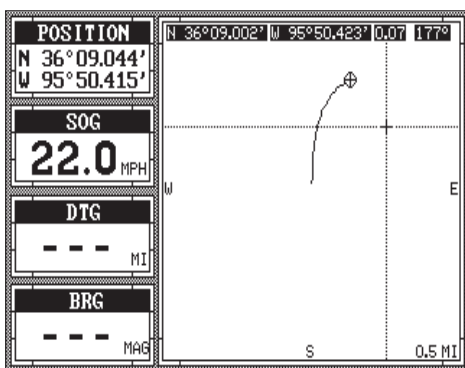 POSITION
N 36°09.044'
W 95°50.415'
SOG
22.0 MPH
DTG
--- MI
BRG
--- MAG
N 36°09.002' W 95°50.423' 0.07 177º
W
E
S
0.5 MI